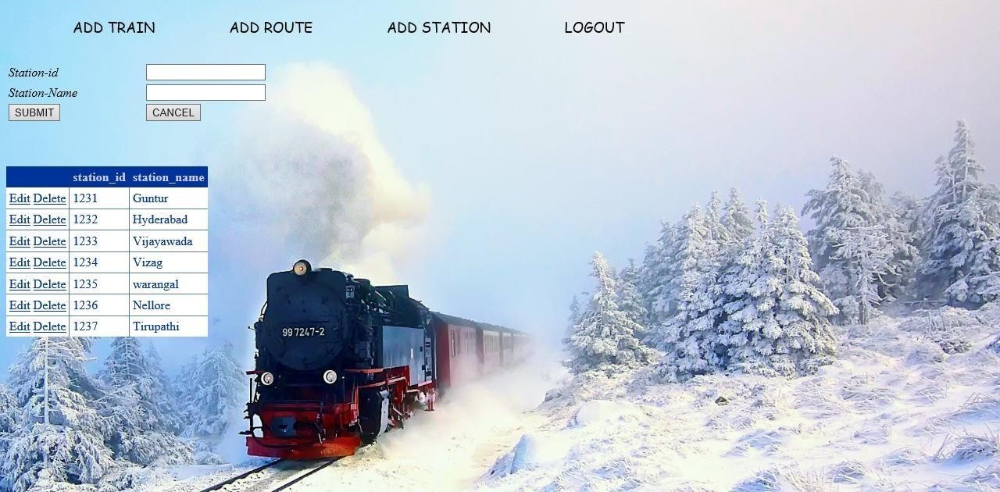 ADD TRAIN ADD ROUTE ADD STATION LOGOUT
Station-id
Station-Name
SUBMIT CANCEL
station_id station_name
Edit Delete 1231 Guntur
Edit Delete 1232 Hyderabad
Edit Delete 1233 Vijayawada
Edit Delete 1234 Vizag
Edit Delete 1235 warangal
Edit Delete 1236 Nellore
Edit Delete 1237 Tirupathi
99 7247-2